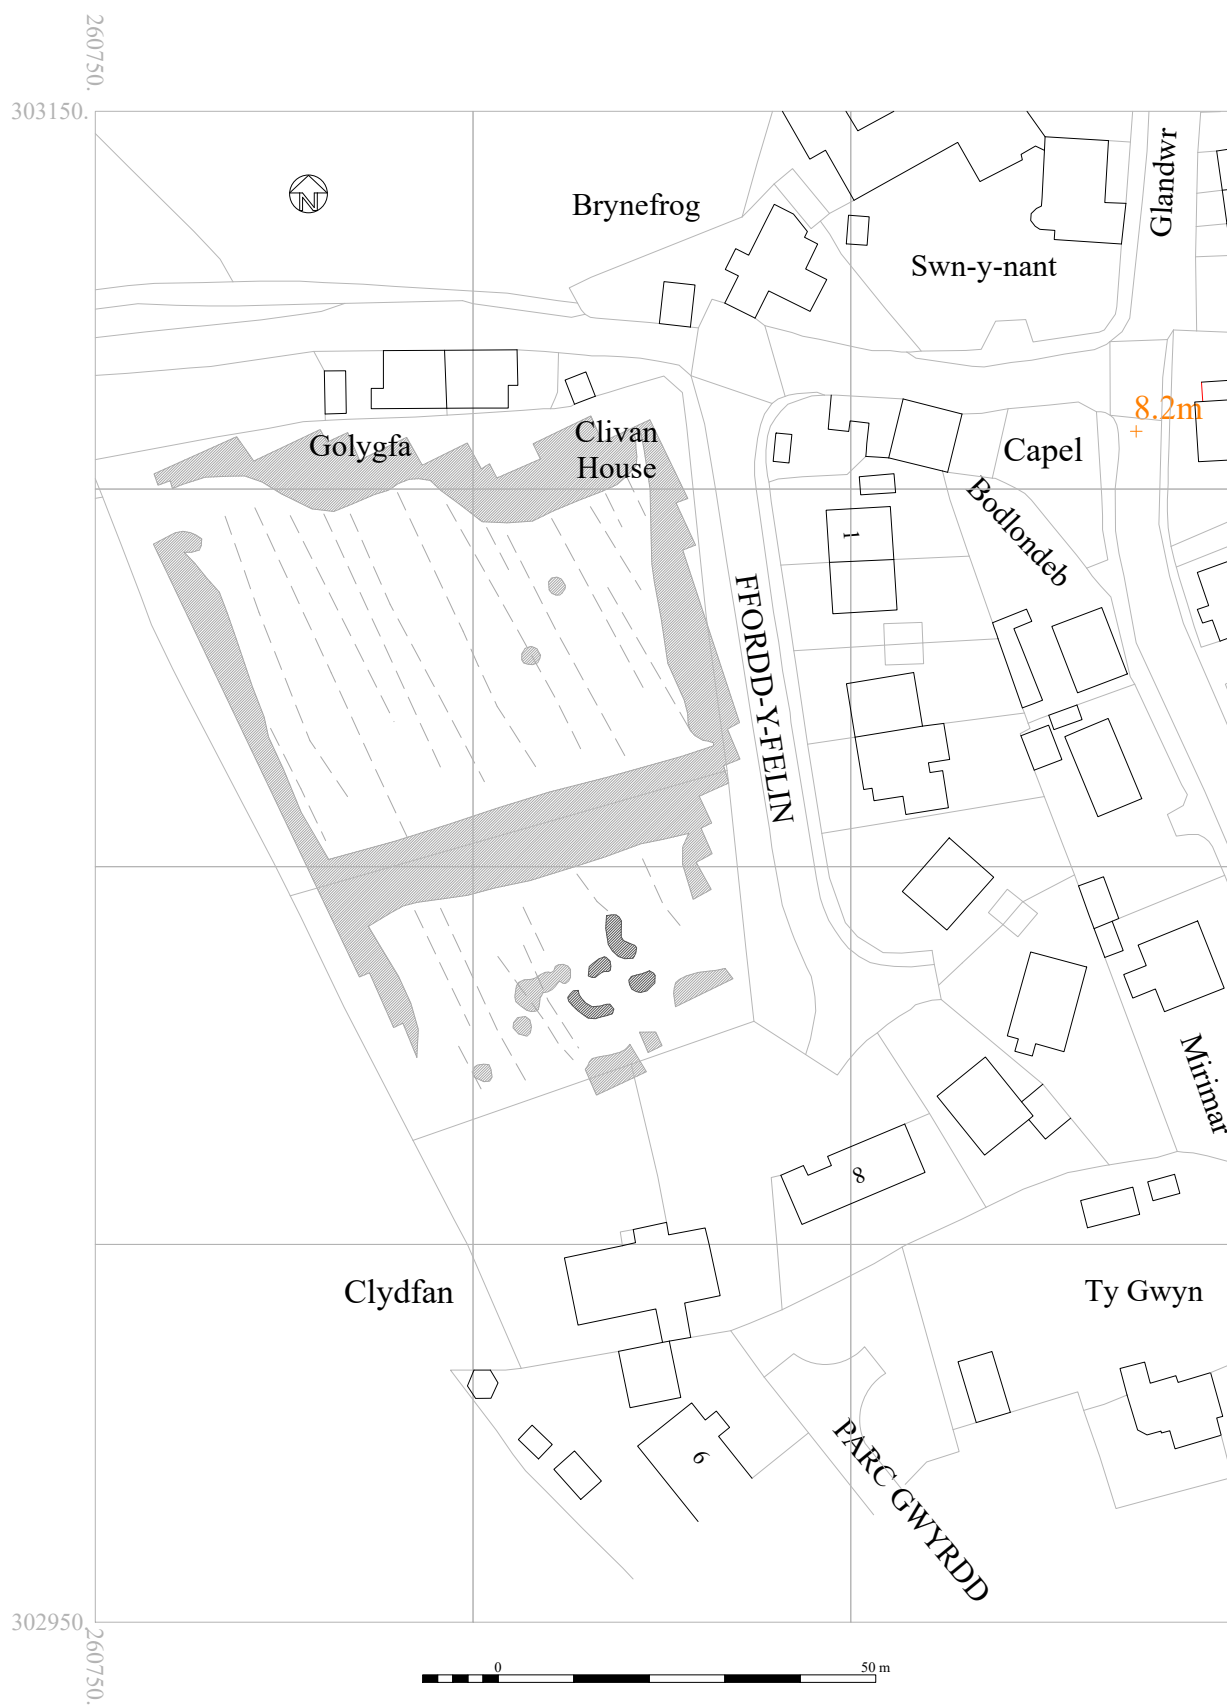 260750.
303150.
N
Brynefrog
Glandwr
Swn-y-nant
8.2m
Golygfa
Clivan
House
Capel
Bodlondeb
1
FFORDD-Y-FELIN
Mirimar
8
Clydfan
Ty Gwyn
6
PARC GWYRDD
302950.
260750.
0
50 m